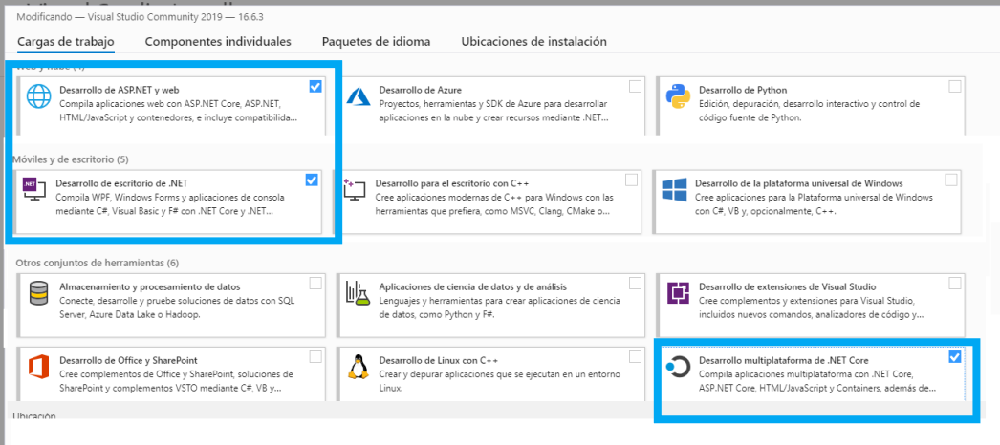 Modificando — Visual Studio Community 2019 — 16.6.3
Cargas de trabajo
Componentes individuales
Paquetes de idioma
Ubicaciones de instalación
Desarrollo de ASP.NET y web
Compila aplicaciones web con ASP.NET Core, ASP.NET,
HTML/JavaScript y contenedores, e incluye compatibilida...
Desarrollo de Azure
Proyectos, herramientas y SDK de Azure para desarrollar
aplicaciones en la nube y crear recursos mediante .NET...
Desarrollo de Python
Edición, depuración, desarrollo interactivo y control de
código fuente de Python.
Móviles y de escritorio (5)
.NET
Desarrollo de escritorio de .NET
Compila WPF, Windows Forms y aplicaciones de consola
mediante C#, Visual Basic y F# con .NET Core y .NET...
Desarrollo para el escritorio con C++
Cree aplicaciones modernas de C++ para Windows con las
herramientas que prefiera, como MSVC, Clang, CMake o...
Desarrollo de la plataforma universal de Windows
Cree aplicaciones para la Plataforma universal de Windows
con C#, VB y, opcionalmente, C++.
Otros conjuntos de herramientas (6)
Almacenamiento y procesamiento de datos
Conecte, desarrolle y pruebe soluciones de datos con SQL
Server, Azure Data Lake o Hadoop.
Aplicaciones de ciencia de datos y de análisis
Lenguajes y herramientas para crear aplicaciones de ciencia
de datos, como Python y F#.
Desarrollo de extensiones de Visual Studio
Cree complementos y extensiones para Visual Studio,
incluidos nuevos comandos, analizadores de código y...
Desarrollo de Office y SharePoint
Cree complementos de Office y SharePoint, soluciones de
SharePoint y complementos VSTO mediante C#, VB y...
Desarrollo de Linux con C++
Crear y depurar aplicaciones que se ejecutan en un entorno
Linux.
Desarrollo multiplataforma de .NET Core
Compila aplicaciones multiplataforma con .NET Core,
ASP.NET Core, HTML/JavaScript y Containers, además de...
Ubicación